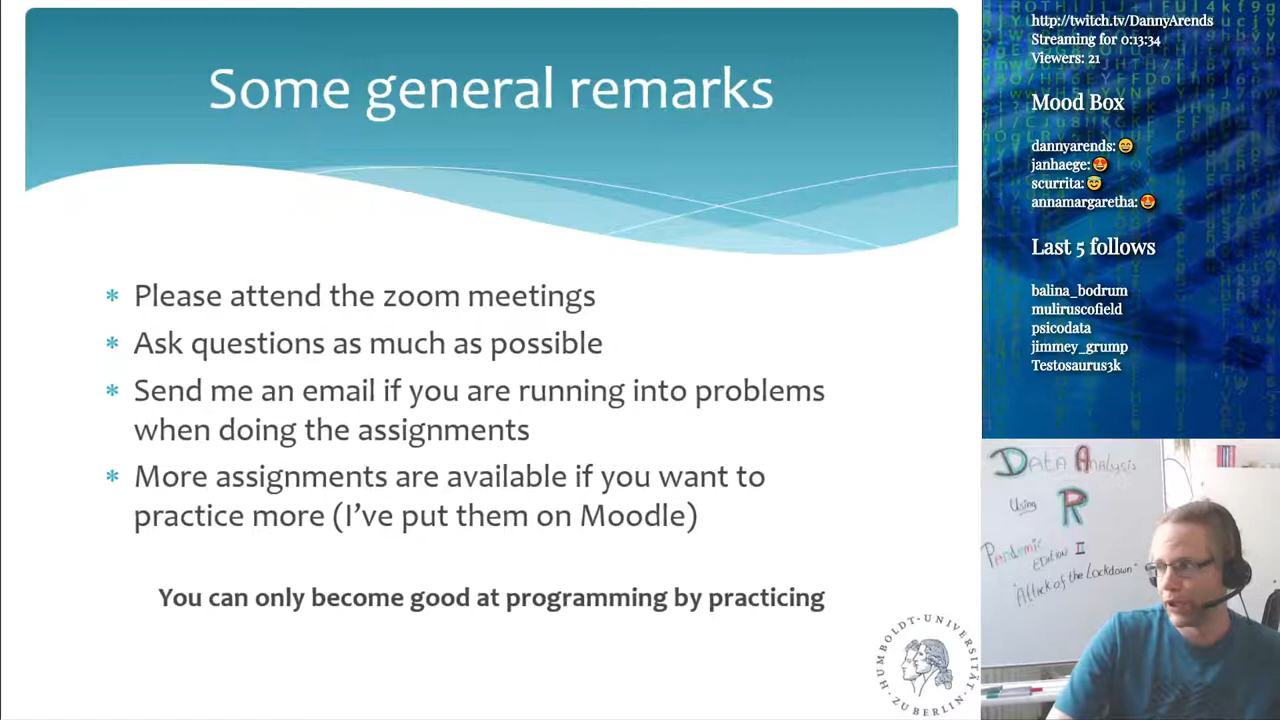 Some general remarks
Please attend the zoom meetings
Ask questions as much as possible
Send me an email if you are running into problems
when doing the assignments
More assignments are available if you want to
practice more (I've put them on Moodle)
You can only become good at programming by practicing
HUMBOLDT-UNIVERSITÄT
ZU BERLIN
http://twitch.tv/DannyArends
Streaming for 0:13:34
Viewers: 21
Mood Box
dannyarends: 😄
janhaege: 😍
scurrita: 😇
annamargaretha: 😍
Last 5 follows
balina_bodrum
muliruscofield
psicodata
jimmey_grump
Testosaurus3k
Data Analysis
Using R
Pandemic
Edition II
"Attack of the Lockdown"